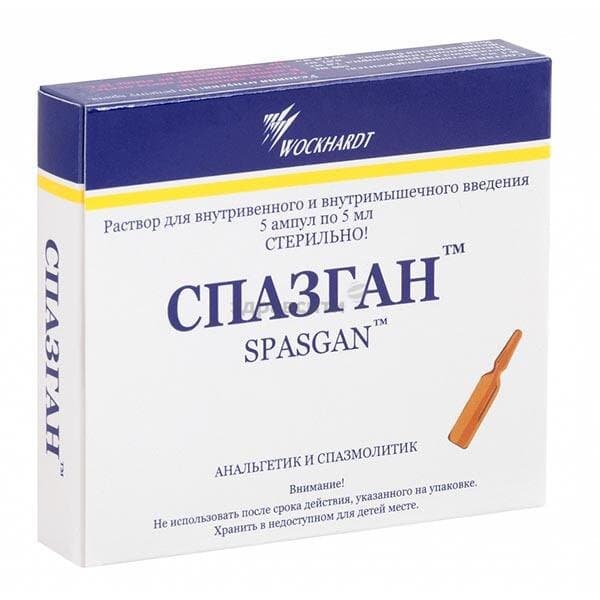 WOCKHARDT
Раствор для внутривенного и внутримышечного введения
5 ампул по 5 мл
СТЕРИЛЬНО!
СПАЗГАН™
SPASGAN™
АНАЛЬГЕТИК И СПАЗМОЛИТИК
Внимание!
Не использовать после срока действия, указанного на упаковке.
Хранить в недоступном для детей месте.
СПАЗГАН™